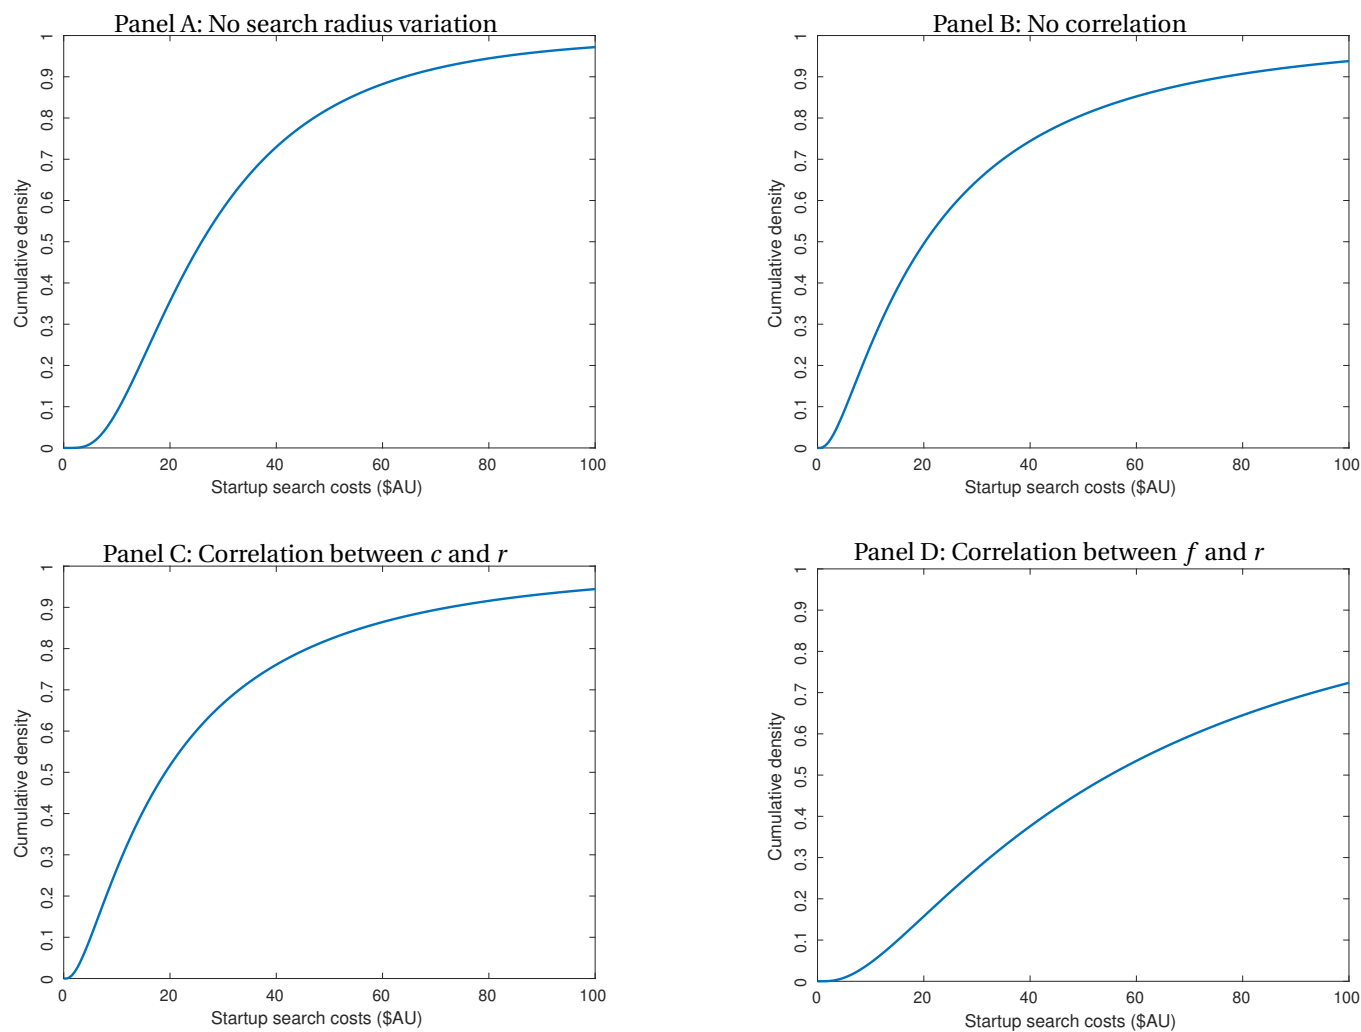 Panel A: No search radius variation
Cumulative density
0
0.1
0.2
0.3
0.4
0.5
0.6
0.7
0.8
0.9
1
0 20 40 60 80 100
Startup search costs ($AU)
Panel B: No correlation
Cumulative density
0
0.1
0.2
0.3
0.4
0.5
0.6
0.7
0.8
0.9
1
0 20 40 60 80 100
Startup search costs ($AU)
Panel C: Correlation between c and r
Cumulative density
0
0.1
0.2
0.3
0.4
0.5
0.6
0.7
0.8
0.9
1
0 20 40 60 80 100
Startup search costs ($AU)
Panel D: Correlation between f and r
Cumulative density
0
0.1
0.2
0.3
0.4
0.5
0.6
0.7
0.8
0.9
1
0 20 40 60 80 100
Startup search costs ($AU)